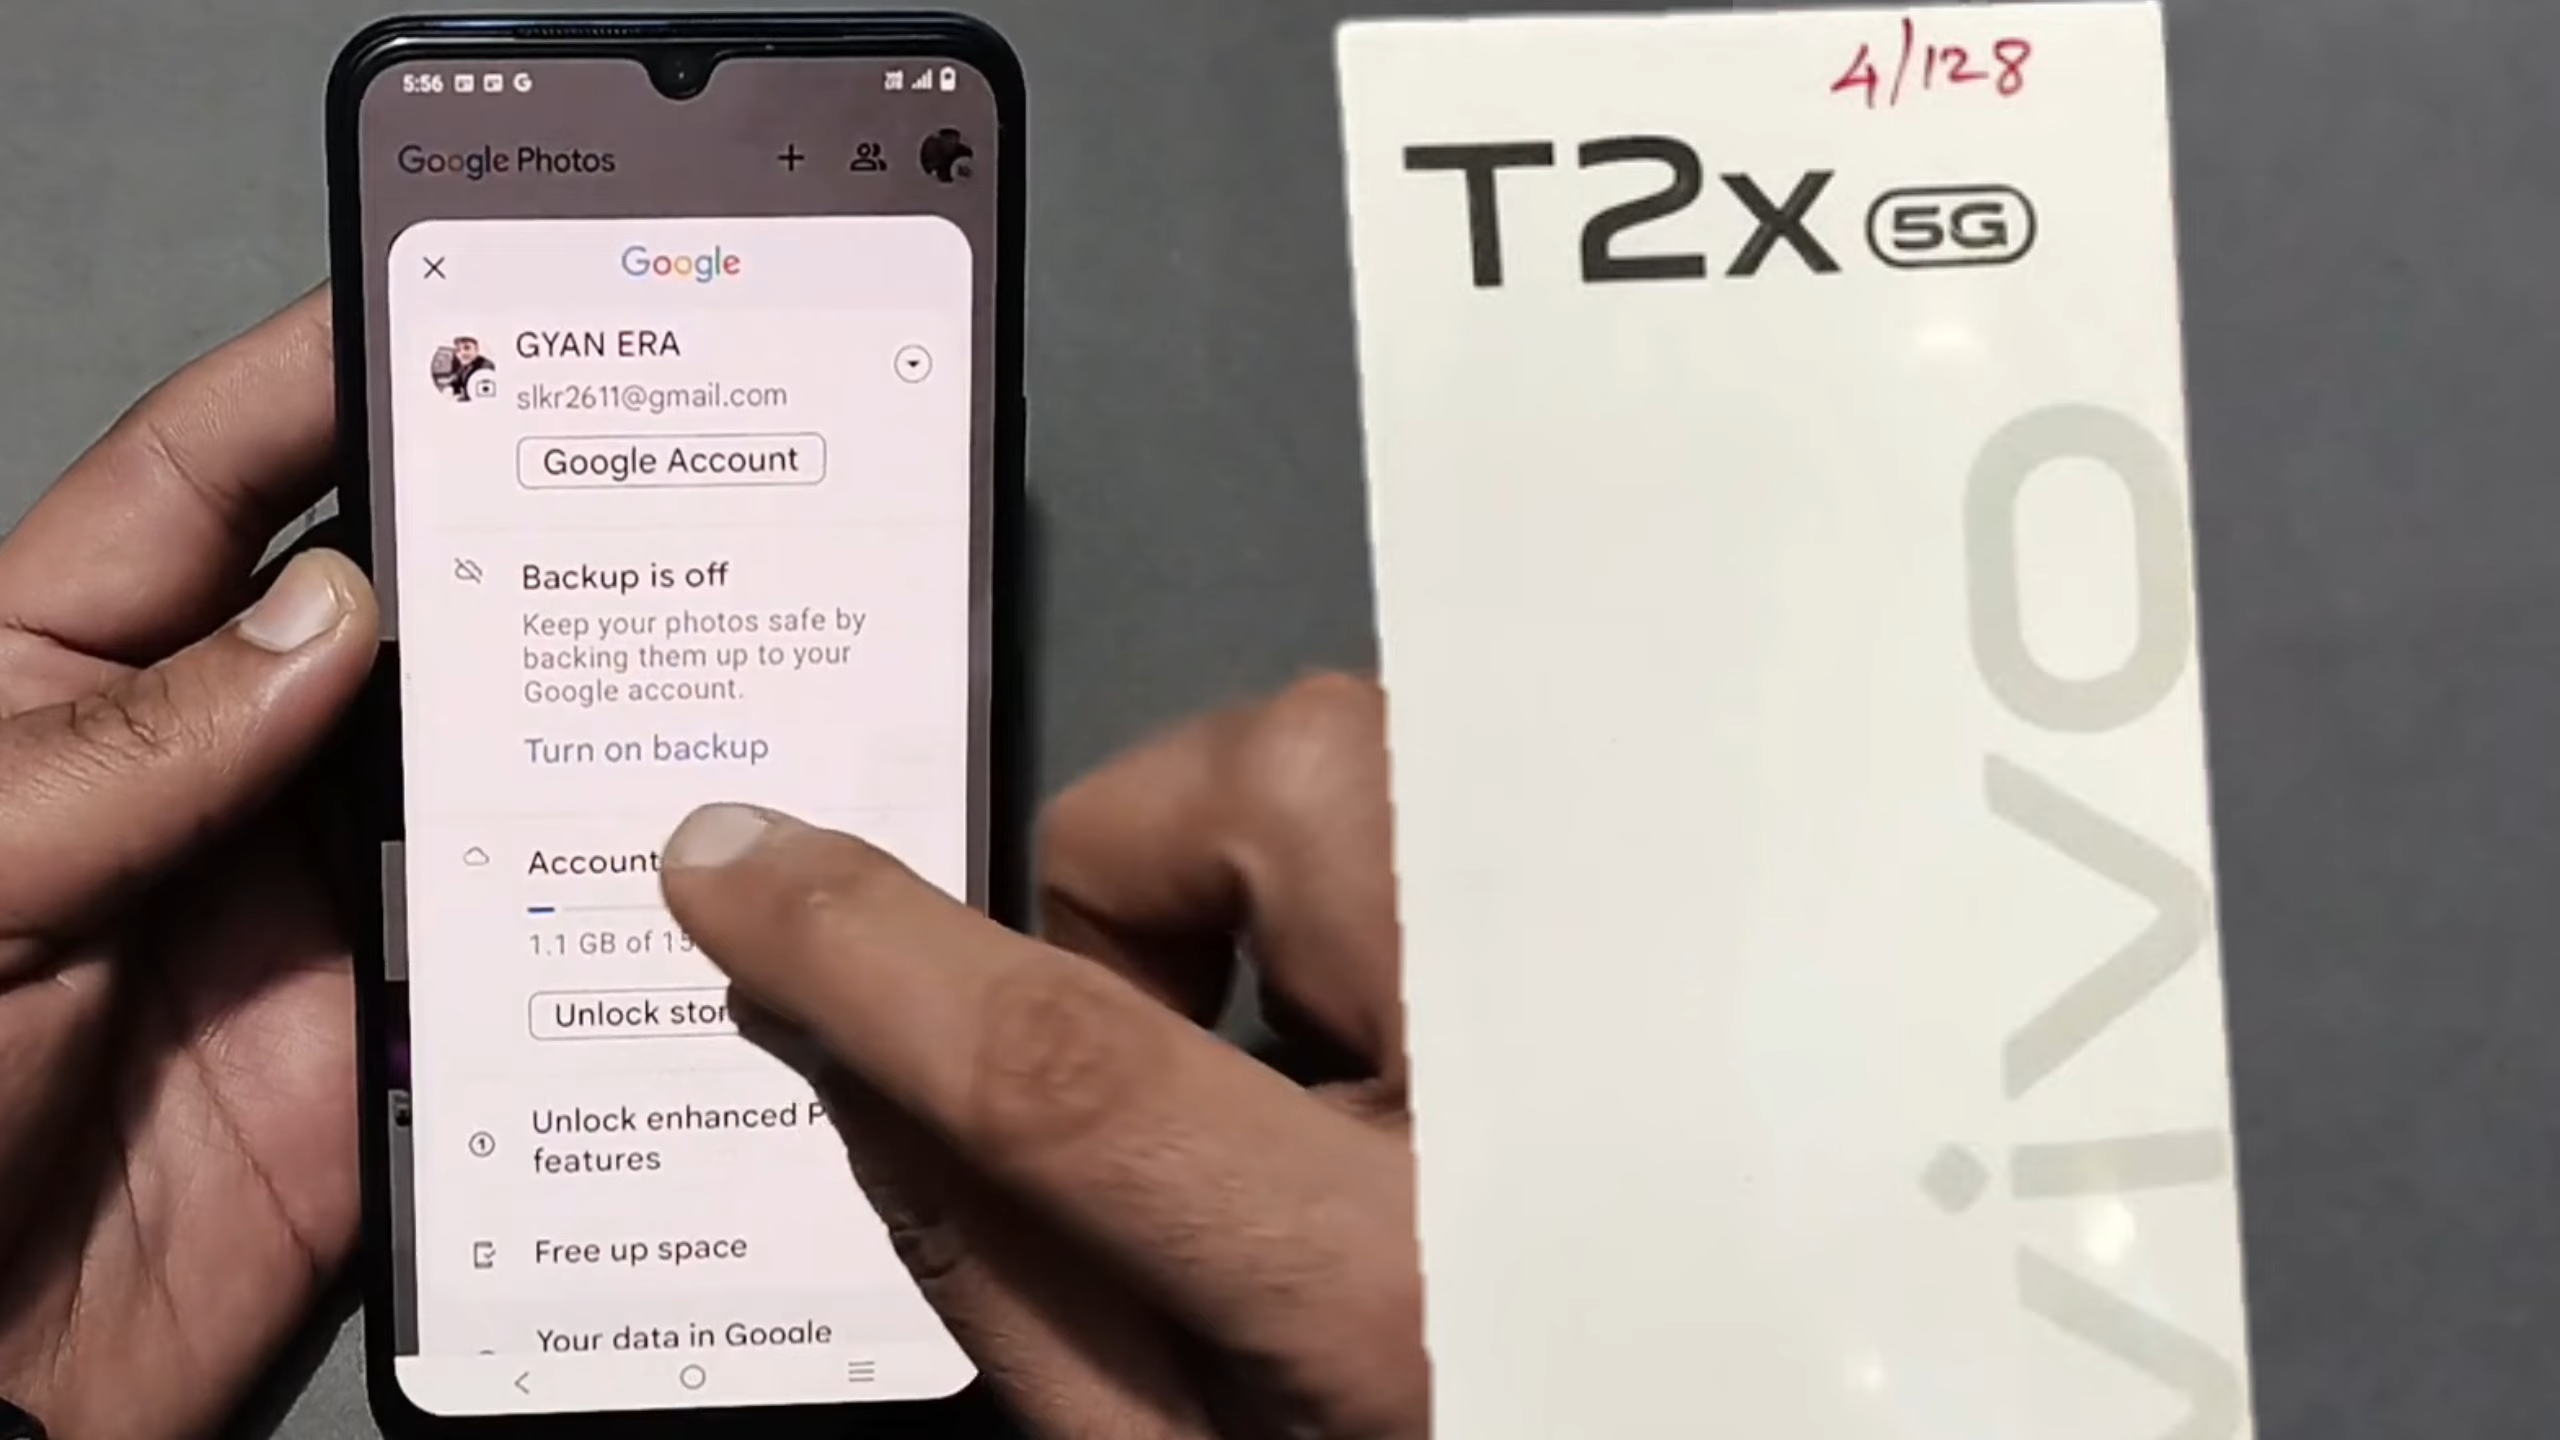 5:56
Google Photos
Google
GYAN ERA
slkr2611@gmail.com
Google Account
Backup is off
Keep your photos safe by
backing them up to your
Google account.
Turn on backup
Account
1.1 GB of 15
Unlock
Unlock enhanced
features
Free up space
Your data in Google
4/128
T2x 5G
vivo